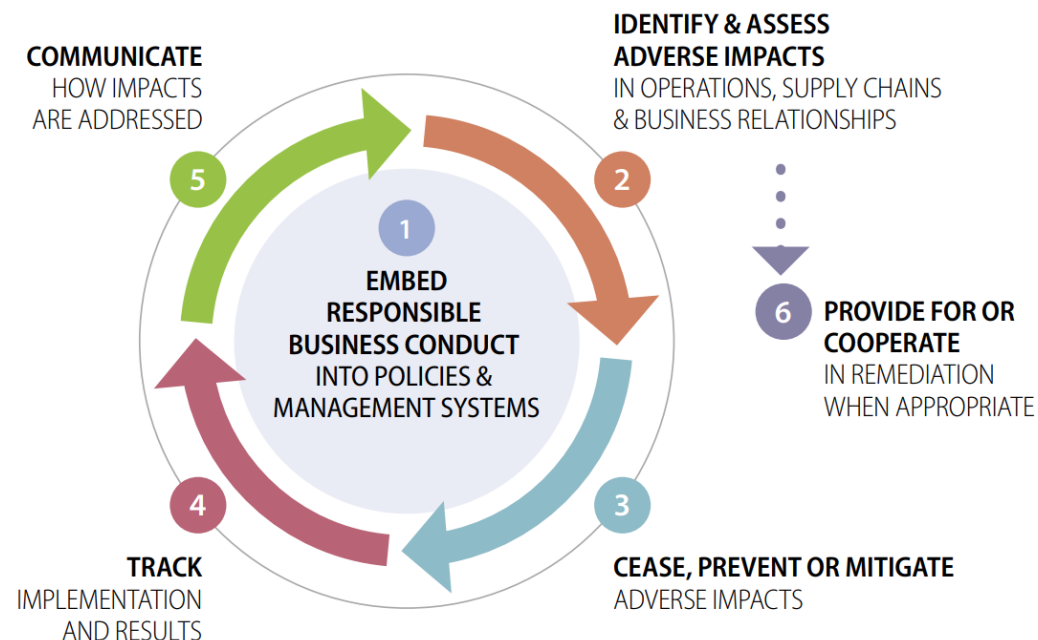 1
EMBED
RESPONSIBLE
BUSINESS CONDUCT
INTO POLICIES &
MANAGEMENT SYSTEMS
IDENTIFY & ASSESS
ADVERSE IMPACTS
IN OPERATIONS, SUPPLY CHAINS
& BUSINESS RELATIONSHIPS
2
3
CEASE, PREVENT OR MITIGATE
ADVERSE IMPACTS
4
TRACK
IMPLEMENTATION
AND RESULTS
COMMUNICATE
HOW IMPACTS
ARE ADDRESSED
5
6
PROVIDE FOR OR
COOPERATE
IN REMEDIATION
WHEN APPROPRIATE